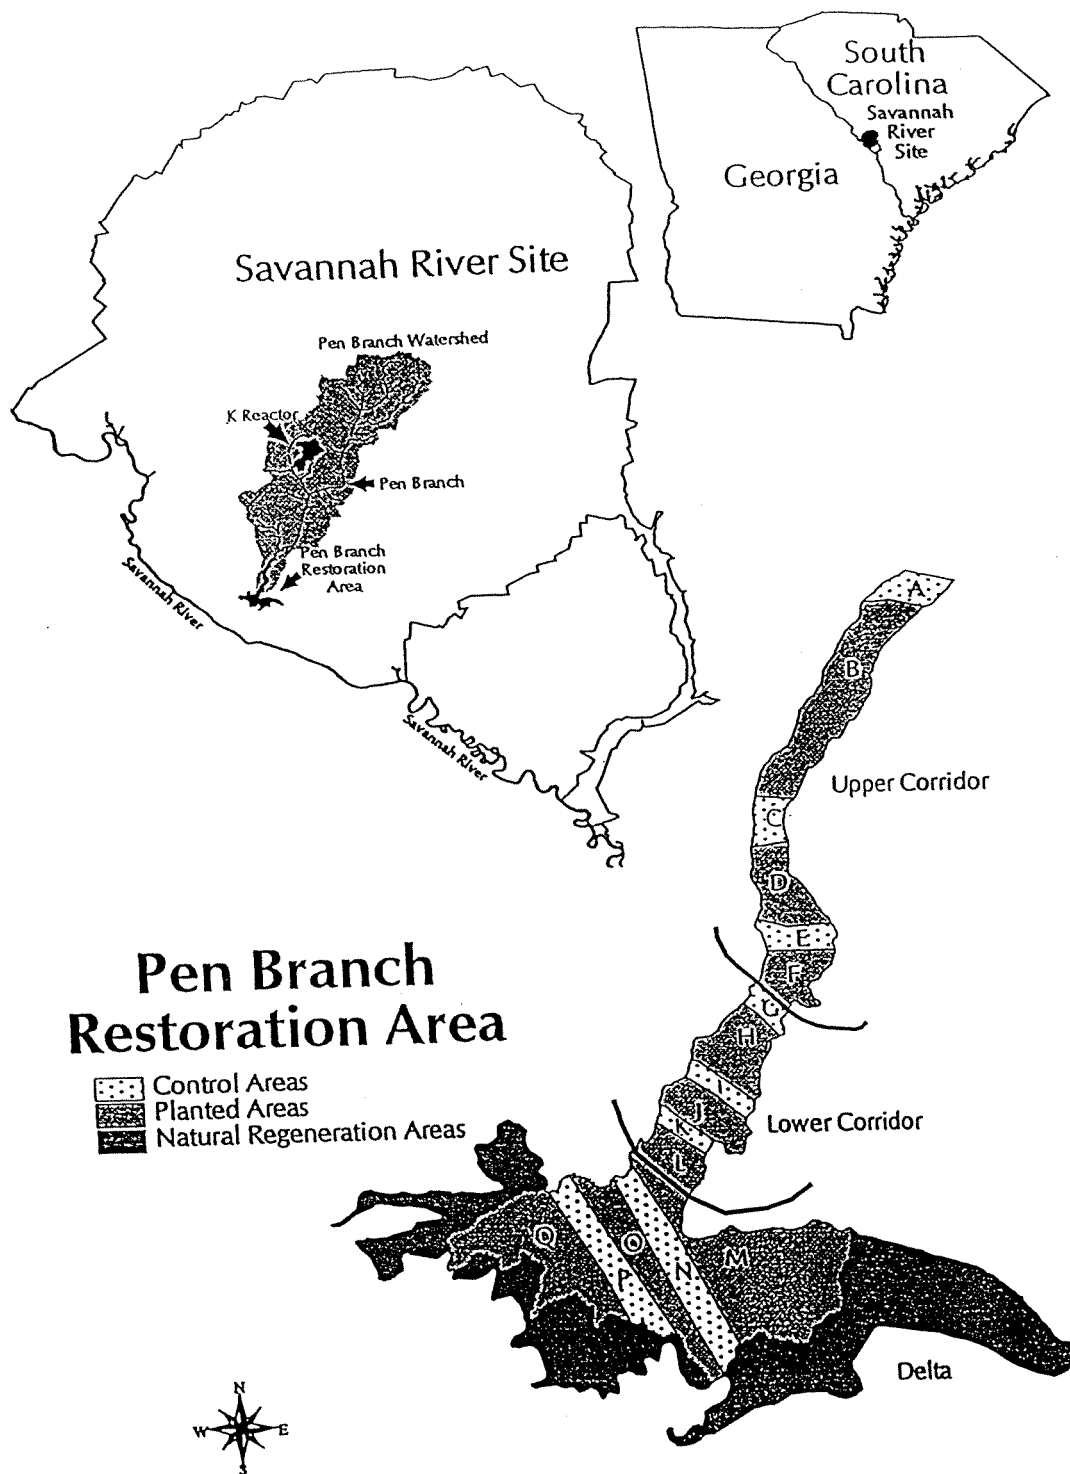 South
Carolina
Savannah
River
Site
Georgia
Savannah River Site
Pen Branch Watershed
K Reactor
Pen Branch
Pen Branch
Restoration
Area
Savannah River
Savannah River
A
B
Upper Corridor
C
D
E
F
G
H
I
J
Lower Corridor
K
L
Pen Branch
Restoration Area
Control Areas
Planted Areas
Natural Regeneration Areas
Q
O
M
P
N
Delta
N
W
E
S